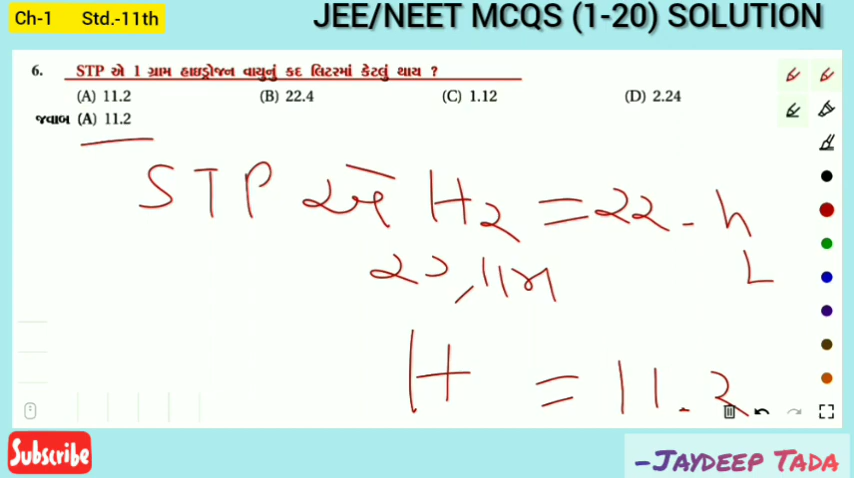 Ch-1 Std.-11th
JEE/NEET MCQS (1-20) SOLUTION
6. STP એ 1 ગ્રામ હાઇડ્રોજન વાયુનું કદ લિટરમાં કેટલું થાય ?
(A) 11.2 (B) 22.4 (C) 1.12 (D) 2.24
જવાબ (A) 11.2
STP એ H2 = 22.4
2 ગ્રામ L
H = 11.2
Subscribe
-JAYDEEP TADA